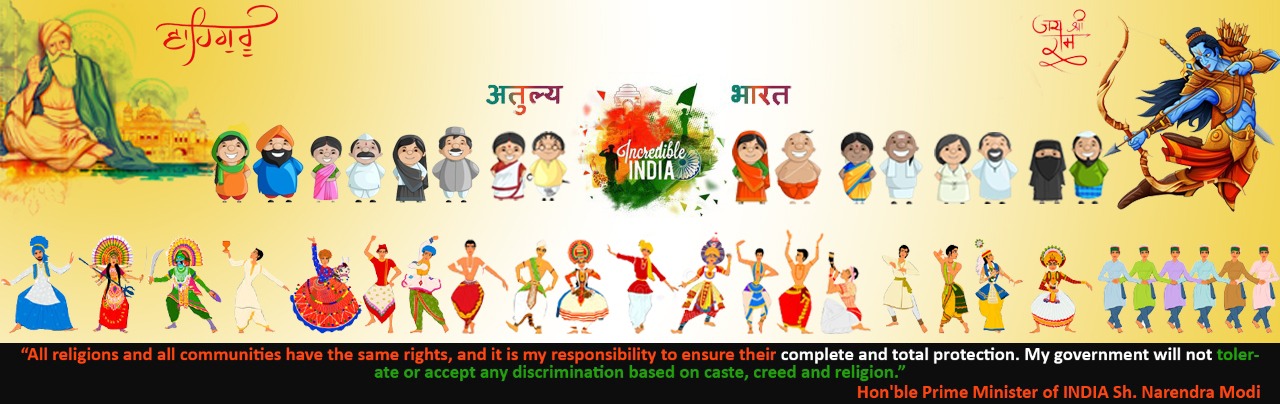 ਵਾਹਿਗੁਰੂ
जय श्री
राम
अतुल्य
भारत
Incredible
INDIA
“All religions and all communities have the same rights, and it is my responsibility to ensure their complete and total protection. My government will not toler-
ate or accept any discrimination based on caste, creed and religion.”
Hon'ble Prime Minister of INDIA Sh. Narendra Modi